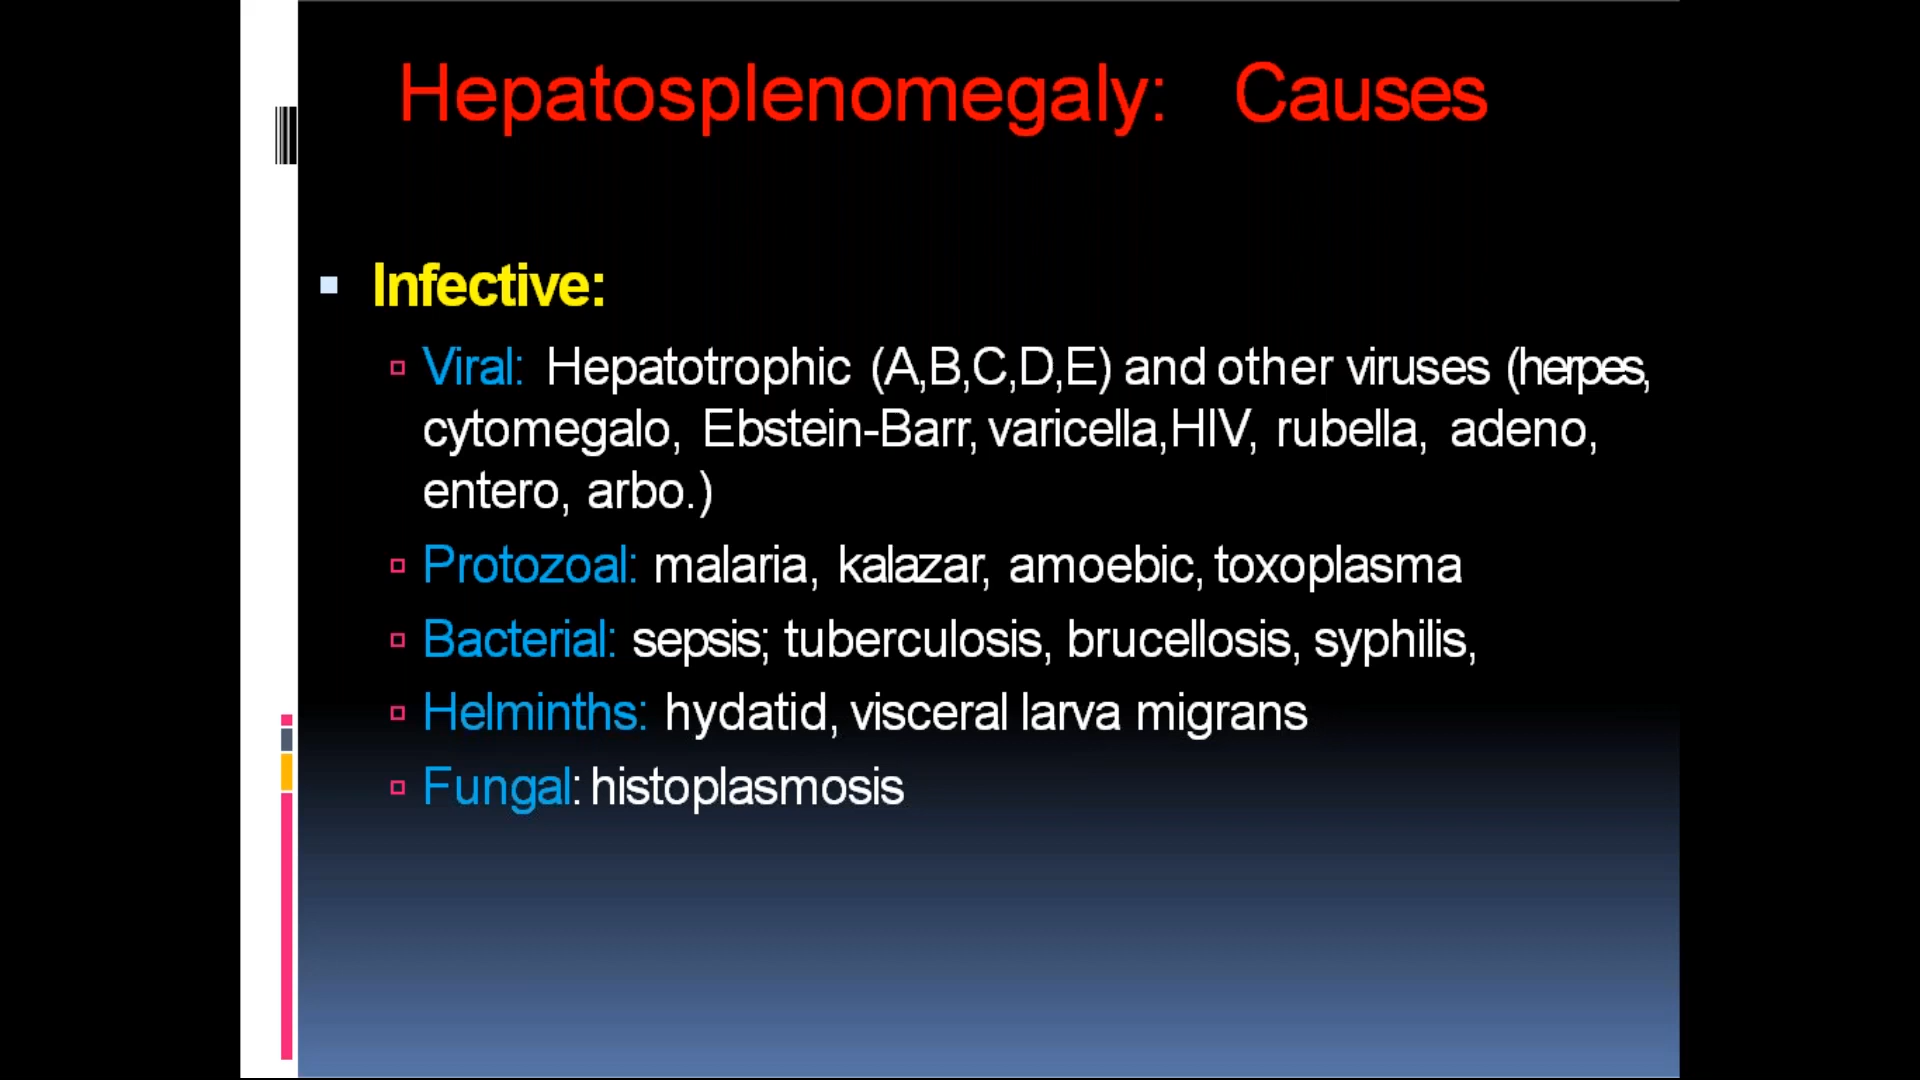 Hepatosplenomegaly: Causes
Infective:
Viral: Hepatotrophic (A,B,C,D,E) and other viruses (herpes,
cytomegalo, Ebstein-Barr, varicella,HIV, rubella, adeno,
entero, arbo.)
Protozoal: malaria, kalazar, amoebic, toxoplasma
Bacterial: sepsis; tuberculosis, brucellosis, syphilis,
Helminths: hydatid, visceral larva migrans
Fungal: histoplasmosis